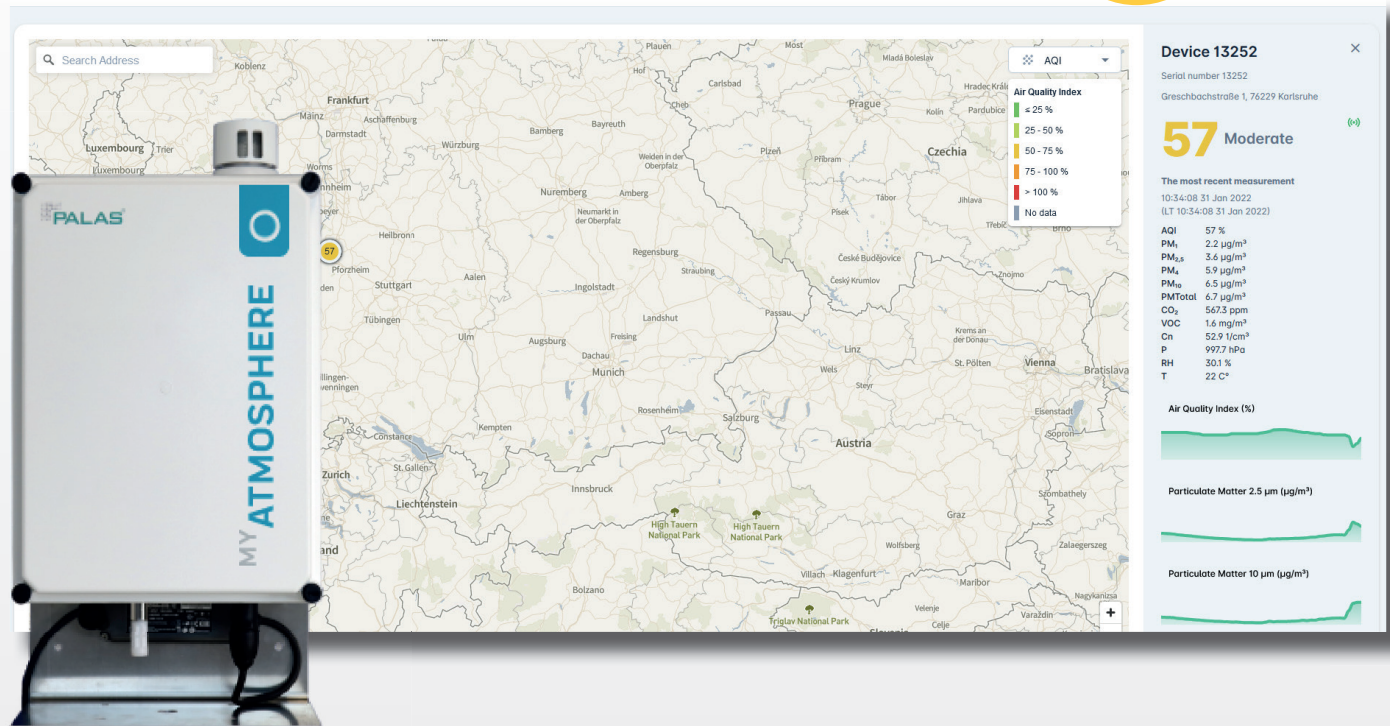 Search Address
AQI
Air Quality Index
≤ 25 %
25 - 50 %
50 - 75 %
75 - 100 %
> 100 %
No data
Koblenz
Frankfurt
Mainz
Aschaffenburg
Darmstadt
Luxembourg
Trier
Luxembourg
Worms
Würzburg
Bamberg
Bayreuth
Plauen
Hof
Most
Mladá Boleslav
Carlsbad
Cheb
Prague
Kolín
Pardubice
Weiden in der
Oberpfalz
Plzeň
Příbram
Czechia
Nuremberg
Amberg
Neumarkt in
der Oberpfalz
Písek
Tábor
Jihlava
Brno
57
Heilbronn
Regensburg
Straubing
České Budějovice
Český Krumlov
Znojmo
Pforzheim
Stuttgart
Aalen
Ingolstadt
Tübingen
Landshut
Passau
Ulm
Augsburg
Freising
Dachau
Munich
Linz
Wels
Steyr
Krems an
der Donau
St. Pölten
Vienna
Bratislava
Rosenheim
Salzburg
Eisenstadt
Sopron
Kempten
Constance
Austria
Zurich
St. Gallen
Liechtenstein
Innsbruck
Szombathely
High Tauern
National Park
High Tauern
National Park
Graz
Wolfsberg
Zalaegerszeg
Villach
Klagenfurt
Maribor
Bolzano
Nagykanizsa
Triglav National Park
Velenje
Celje
Varaždin
+
PALAS®
MY ATMOSPHERE
Device 13252
Serial number 13252
Greschbachstraße 1, 76229 Karlsruhe
57 Moderate
The most recent measurement
10:34:08 31 Jan 2022
(LT 10:34:08 31 Jan 2022)
AQI 57 %
PM₁ 2.2 µg/m³
PM₂,₅ 3.6 µg/m³
PM₄ 5.9 µg/m³
PM₁₀ 6.5 µg/m³
PMTotal 6.7 µg/m³
CO₂ 567.3 ppm
VOC 1.6 mg/m³
Cn 52.9 1/cm³
P 997.7 hPa
RH 30.1 %
T 22 C°
Air Quality Index (%)
Particulate Matter 2.5 µm (µg/m³)
Particulate Matter 10 µm (µg/m³)